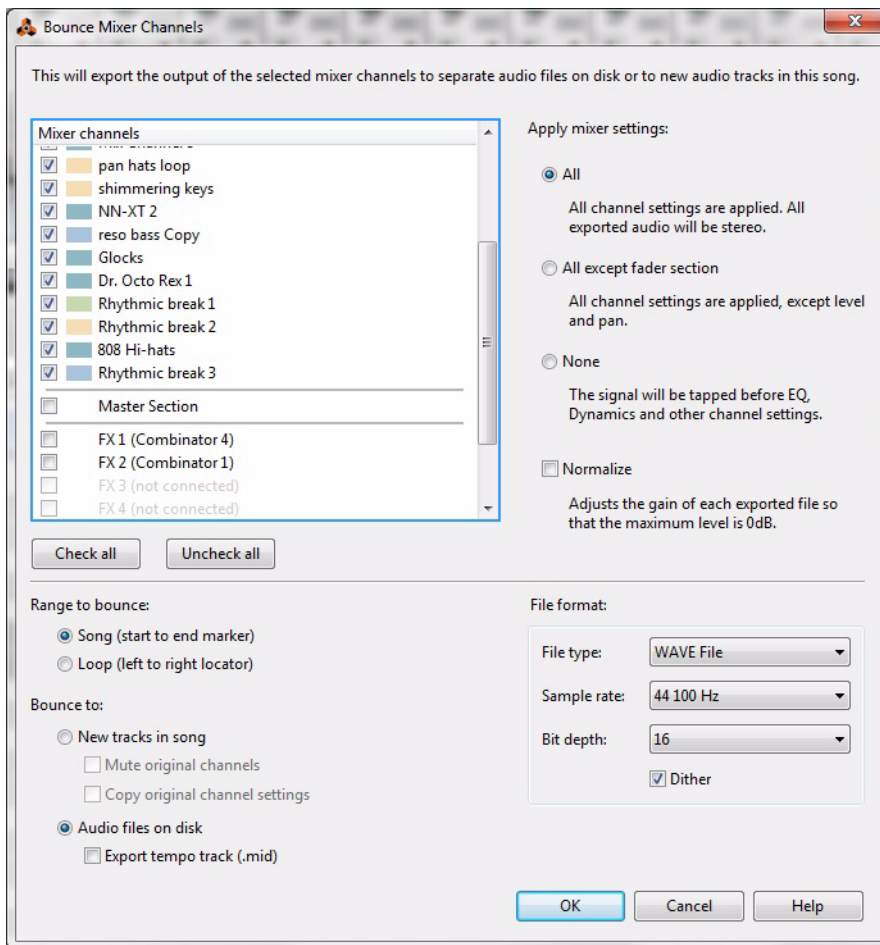 Bounce Mixer Channels
This will export the output of the selected mixer channels to separate audio files on disk or to new audio tracks in this song.
Mixer channels
pan hats loop
shimmering keys
NN-XT 2
reso bass Copy
Glocks
Dr. Octo Rex 1
Rhythmic break 1
Rhythmic break 2
808 Hi-hats
Rhythmic break 3
Master Section
FX 1 (Combinator 4)
FX 2 (Combinator 1)
FX 3 (not connected)
FX 4 (not connected)
Check all
Uncheck all
Apply mixer settings:
All
All channel settings are applied. All
exported audio will be stereo.
All except fader section
All channel settings are applied, except level
and pan.
None
The signal will be tapped before EQ,
Dynamics and other channel settings.
Normalize
Adjusts the gain of each exported file so
that the maximum level is 0dB.
Range to bounce:
Song (start to end marker)
Loop (left to right locator)
Bounce to:
New tracks in song
Mute original channels
Copy original channel settings
Audio files on disk
Export tempo track (.mid)
File format:
File type: WAVE File
Sample rate: 44 100 Hz
Bit depth: 16
Dither
OK
Cancel
Help